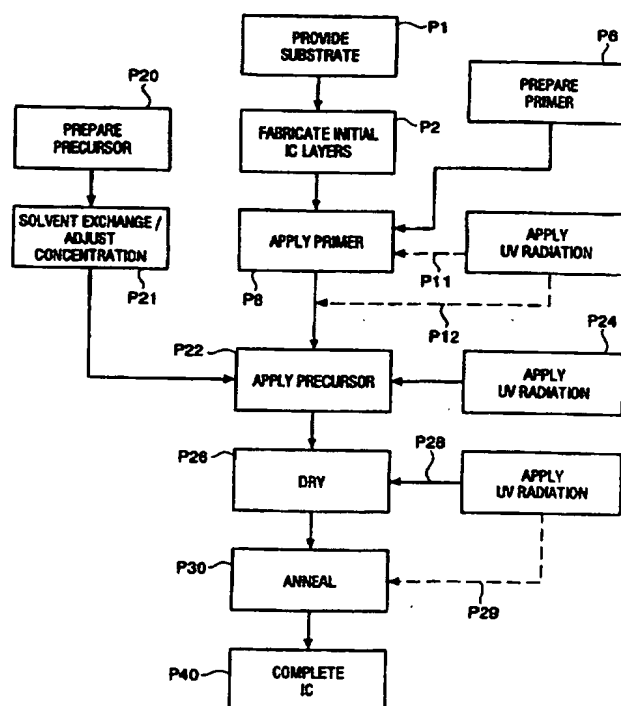 P1
PROVIDE
SUBSTRATE
P6
PREPARE
PRIMER
P20
PREPARE
PRECURSOR
P2
FABRICATE INITIAL
IC LAYERS
SOLVENT EXCHANGE /
ADJUST
CONCENTRATION
P21
APPLY PRIMER
P8
P11
APPLY
UV RADIATION
P12
P22
APPLY PRECURSOR
P24
APPLY
UV RADIATION
P26
DRY
P28
APPLY
UV RADIATION
P30
ANNEAL
P29
P40
COMPLETE
IC